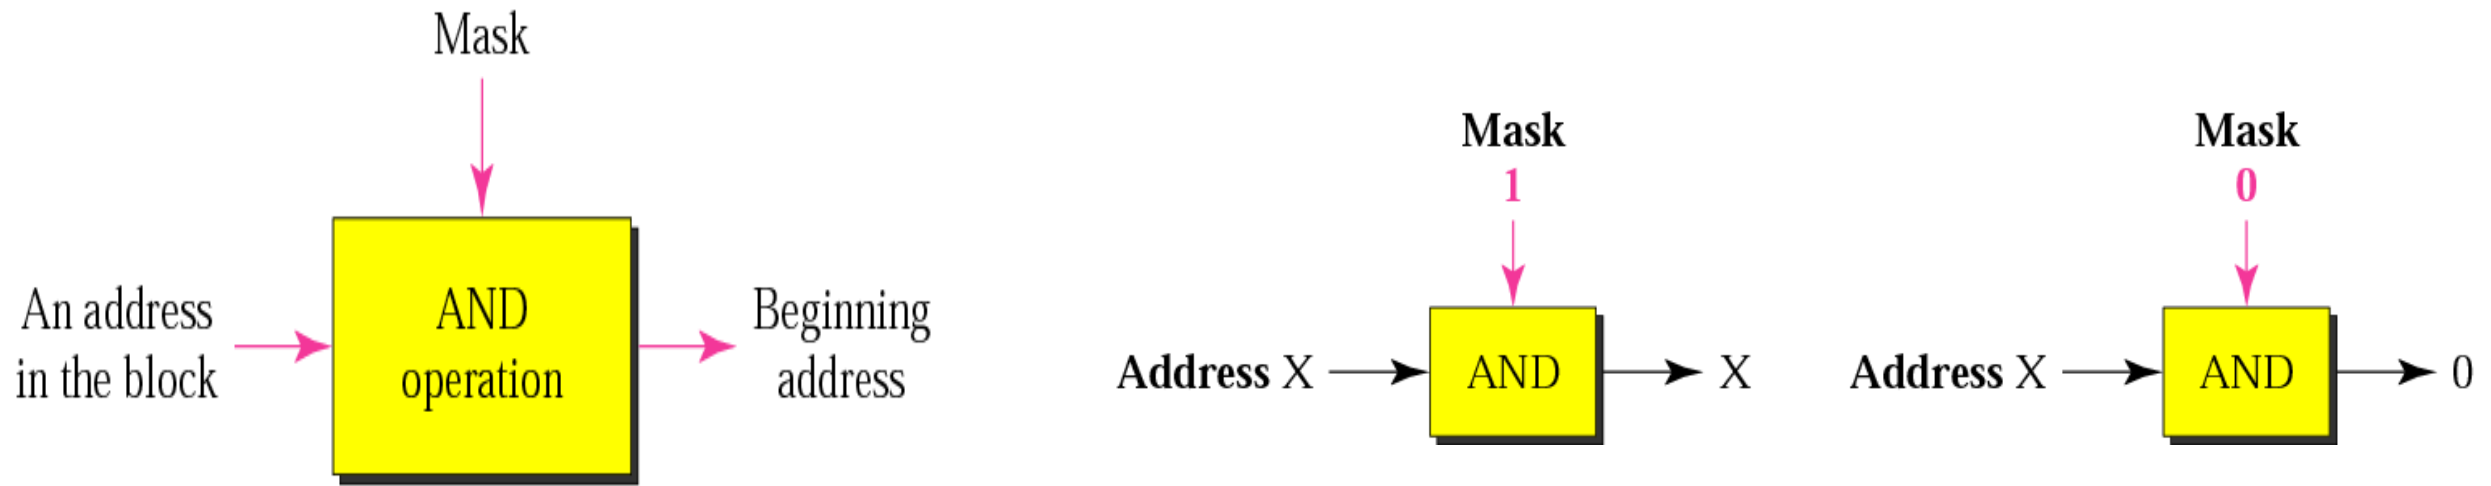 Mask
An address
in the block
AND
operation
Beginning
address
Mask
1
Address X
AND
X
Mask
0
Address X
AND
0